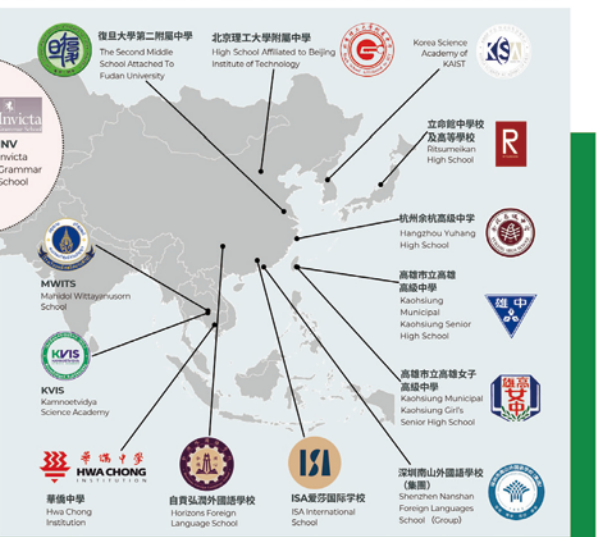 復旦大學第二附屬中學
The Second Middle
School Attached To
Fudan University
北京理工大學附屬中學
High School Affiliated to Beijing
Institute of Technology
Korea Science
Academy of
KAIST
KSA
Invicta
INV
Invicta
Grammar
School
立命館中學校
及高等學校
Ritsumeikan
High School
R
杭州余杭高级中学
Hangzhou Yuhang
High School
MWITS
Mahidol Wittayanusorn
School
高雄市立高雄
高級中學
Kaohsiung
Municipal
Kaohsiung Senior
High School
雄中
KVIS
KVIS
Kamnoetvidya
Science Academy
高雄市立高雄女子
高級中學
Kaohsiung Municipal
Kaohsiung Girl's
Senior High School
華僑中學
HWA CHONG
INSTITUTION
華僑中學
Hwa Chong
Institution
自貢弘潤外國語學校
Horizons Foreign
Language School
ISA
ISA爱莎国际学校
ISA International
School
深圳南山外國語學校
（集團）
Shenzhen Nanshan
Foreign Languages
School (Group)